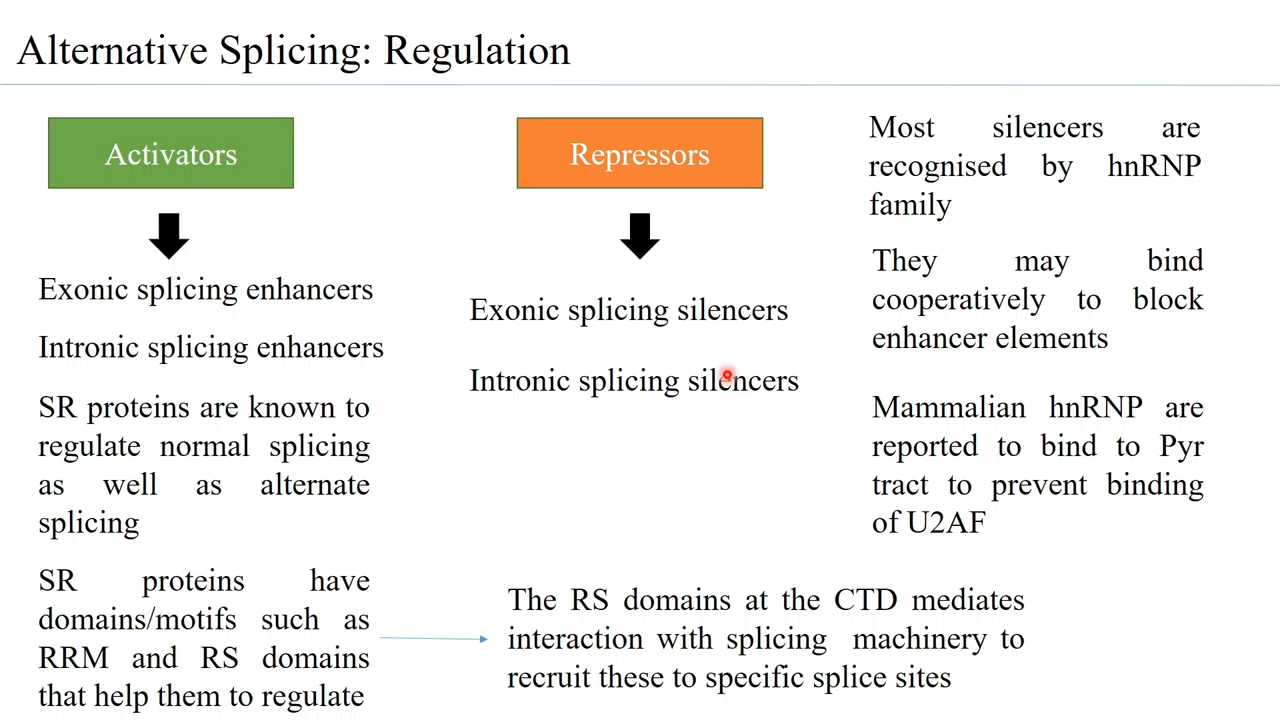 Alternative Splicing: Regulation
Activators
Exonic splicing enhancers
Intronic splicing enhancers
SR proteins are known to
regulate normal splicing
as well as alternate
splicing
SR proteins have
domains/motifs such as
RRM and RS domains
that help them to regulate
Repressors
Exonic splicing silencers
Intronic splicing silencers
The RS domains at the CTD mediates
interaction with splicing machinery to
recruit these to specific splice sites
Most silencers are
recognised by hnRNP
family
They may bind
cooperatively to block
enhancer elements
Mammalian hnRNP are
reported to bind to Pyr
tract to prevent binding
of U2AF